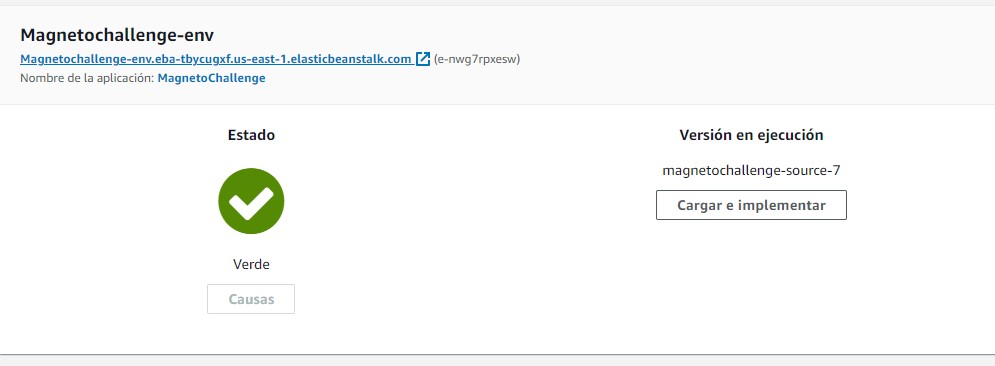 Magnetochallenge-env
Magnetochallenge-env.eba-tbycugxf.us-east-1.elasticbeanstalk.com (e-nwg7rpxesw)
Nombre de la aplicación: MagnetoChallenge
Estado
Verde
Causas
Versión en ejecución
magnetochallenge-source-7
Cargar e implementar